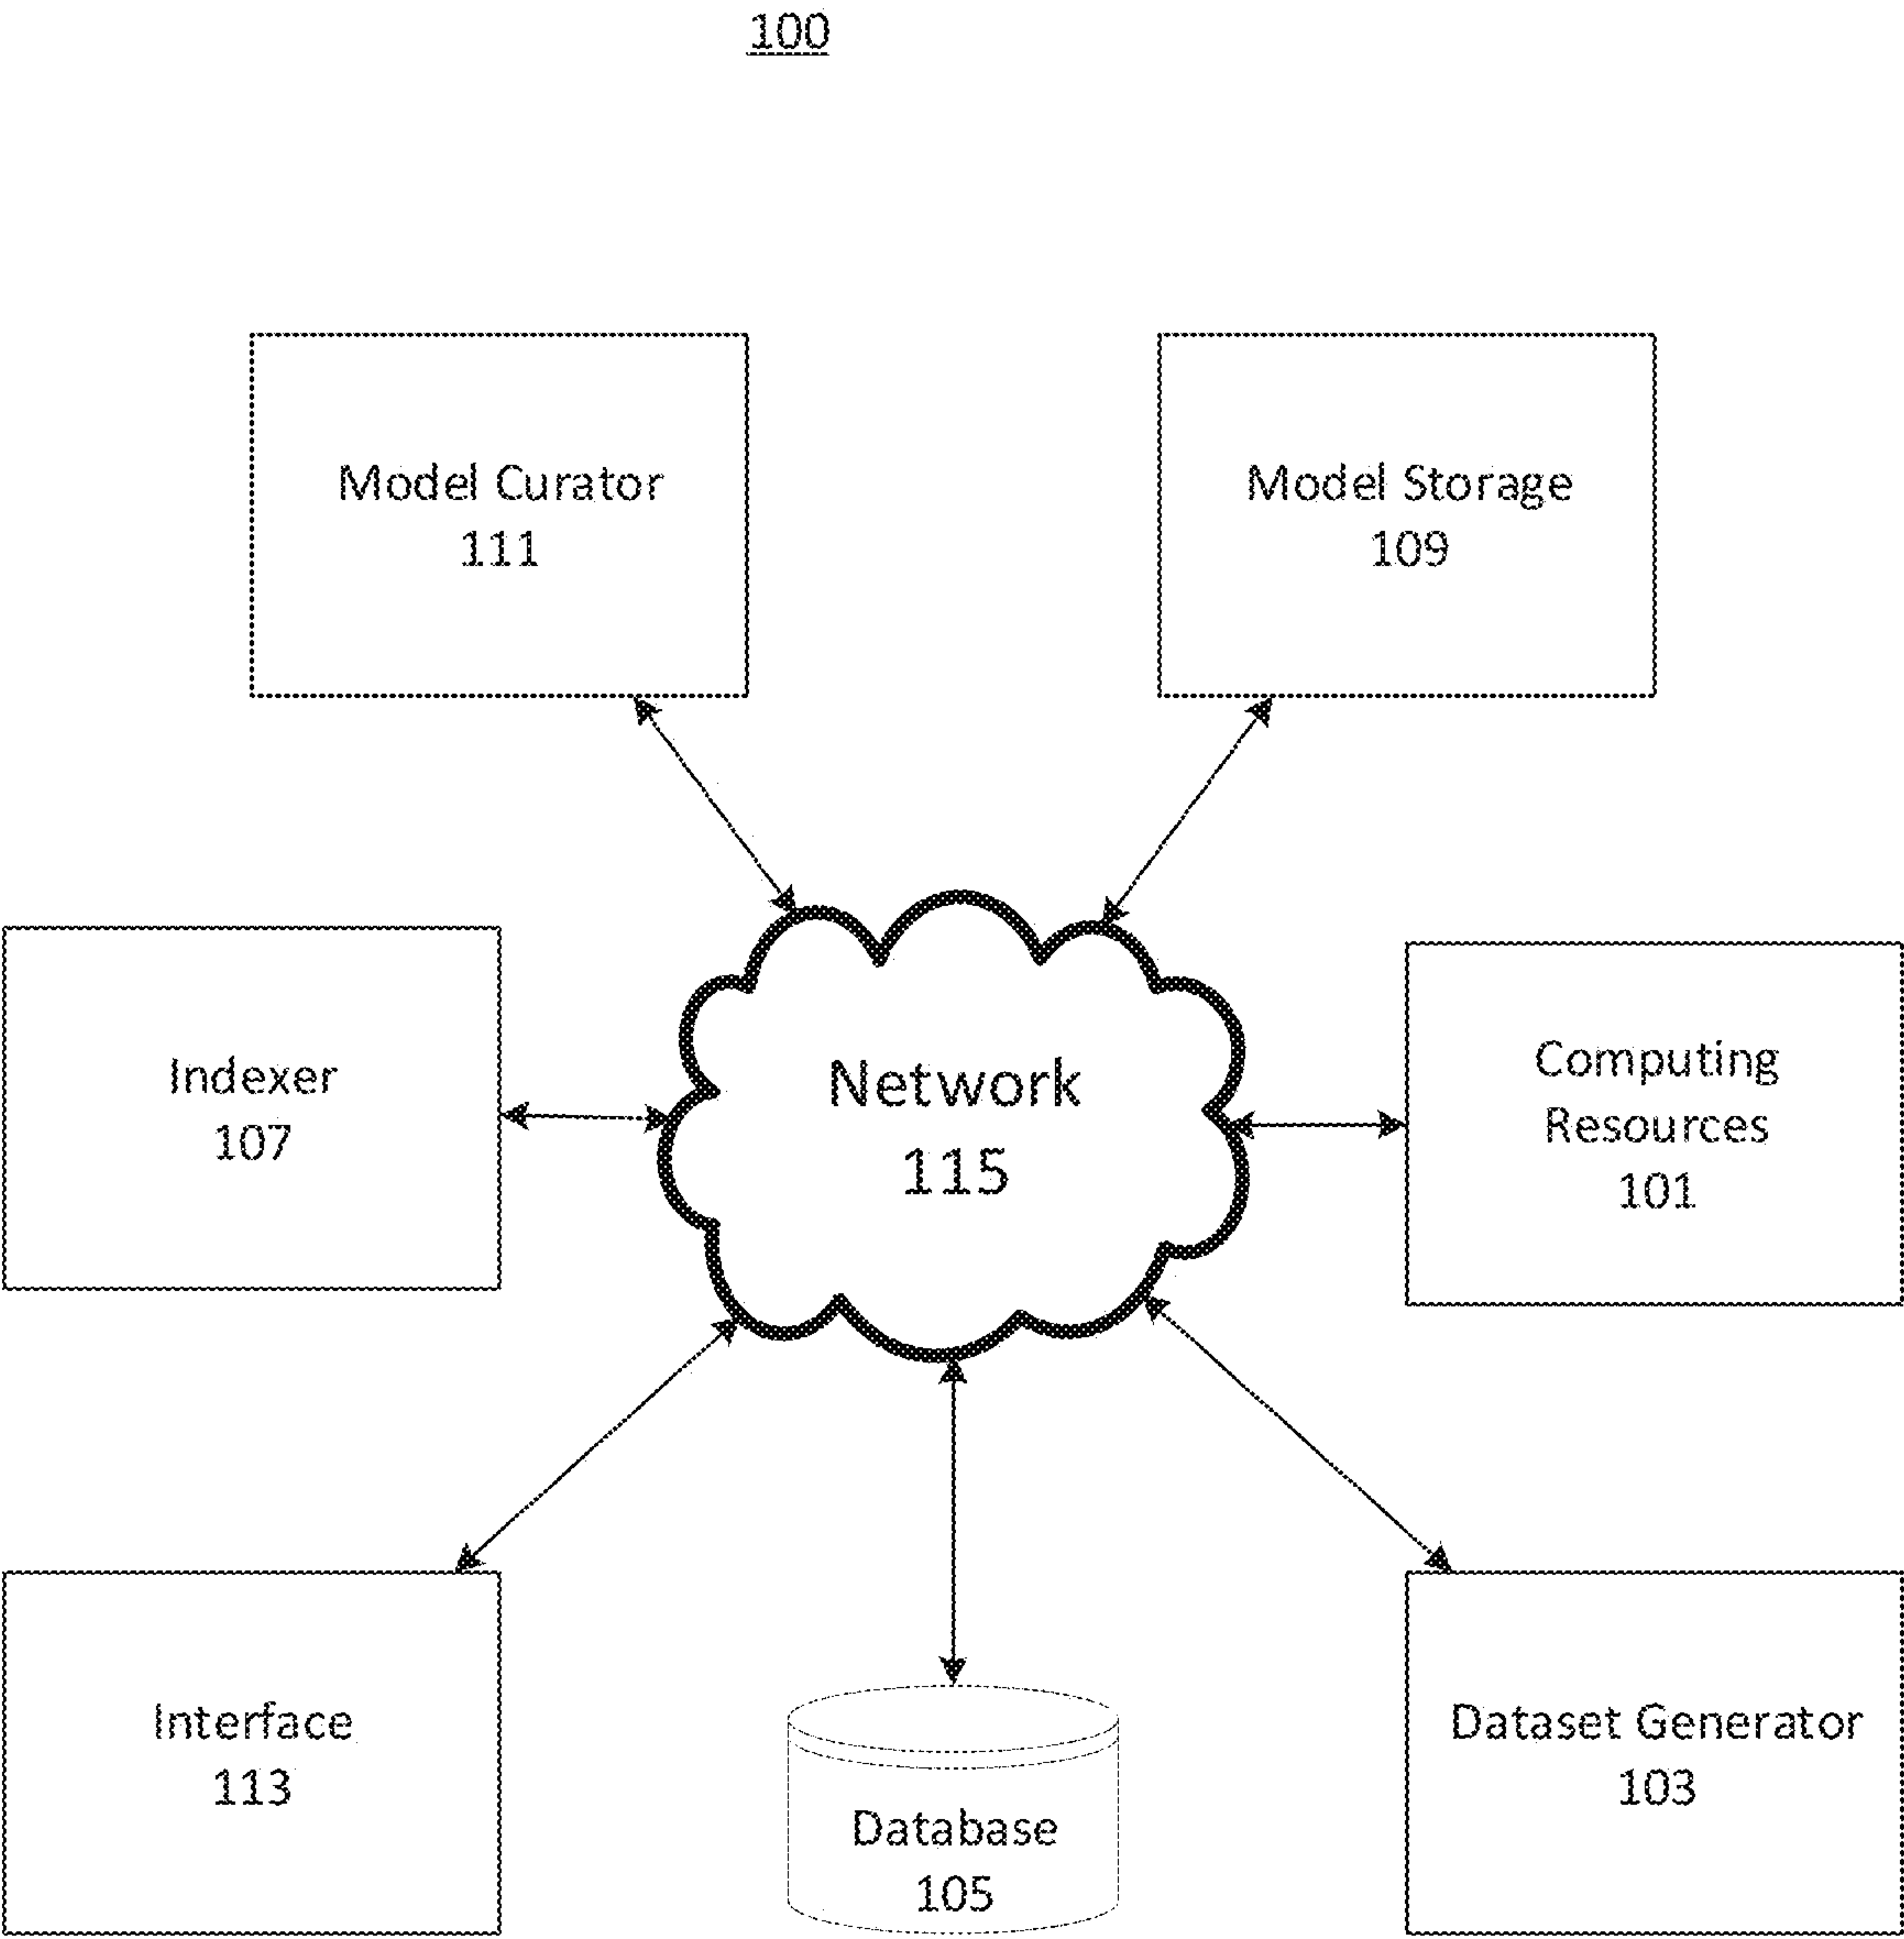 100
Model Curator
111
Model Storage
109
Indexer
107
Network
115
Computing
Resources
101
Interface
113
Database
105
Dataset Generator
103